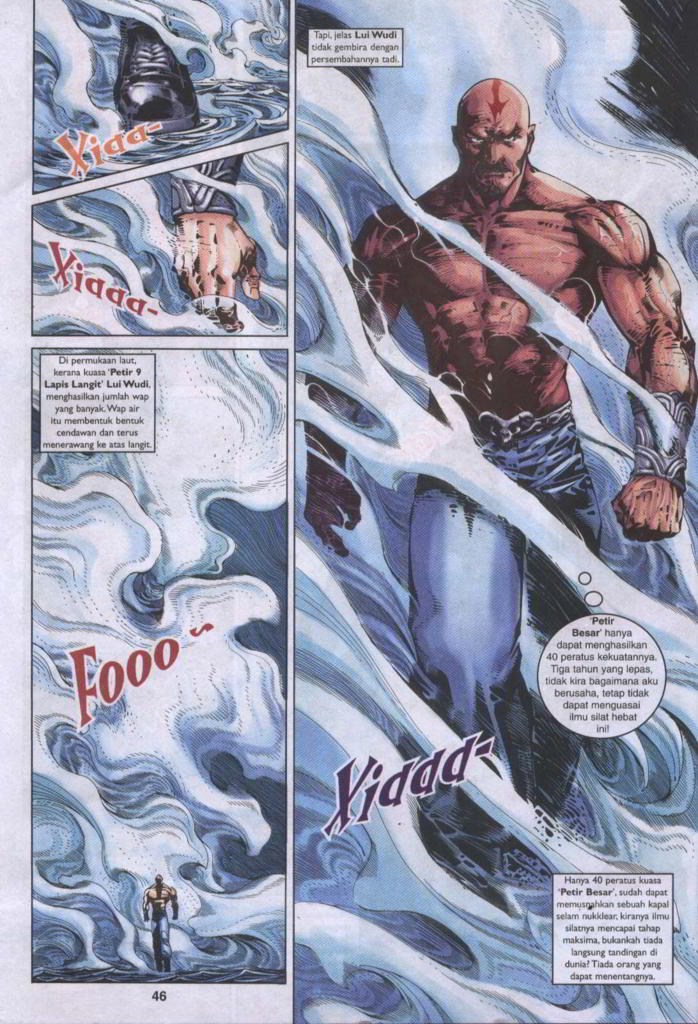 Xiaa-
Xiaaa-
Di permukaan laut,
kerana kuasa 'Petir 9
Lapis Langit' Lui Wudi,
menghasilkan jumlah wap
yang banyak. Wap air
itu membentuk bentuk
cendawan dan terus
menerawang ke atas langit.
Fooo~
46
Tapi, jelas Lui Wudi
tidak gembira dengan
persembahannya tadi.
'Petir
Besar' hanya
dapat menghasilkan
40 peratus kekuatannya.
Tiga tahun yang lepas,
tidak kira bagaimana aku
berusaha, tetap tidak
dapat menguasai
ilmu silat hebat
ini!
Xiaaa-
Hanya 40 peratus kuasa
'Petir Besar', sudah dapat
memusnahkan sebuah kapal
selam nukklear, kiranya ilmu
silatnya mencapai tahap
maksima, bukankah tiada
langsung tandingan di
dunia? Tiada orang yang
dapat menentangnya.